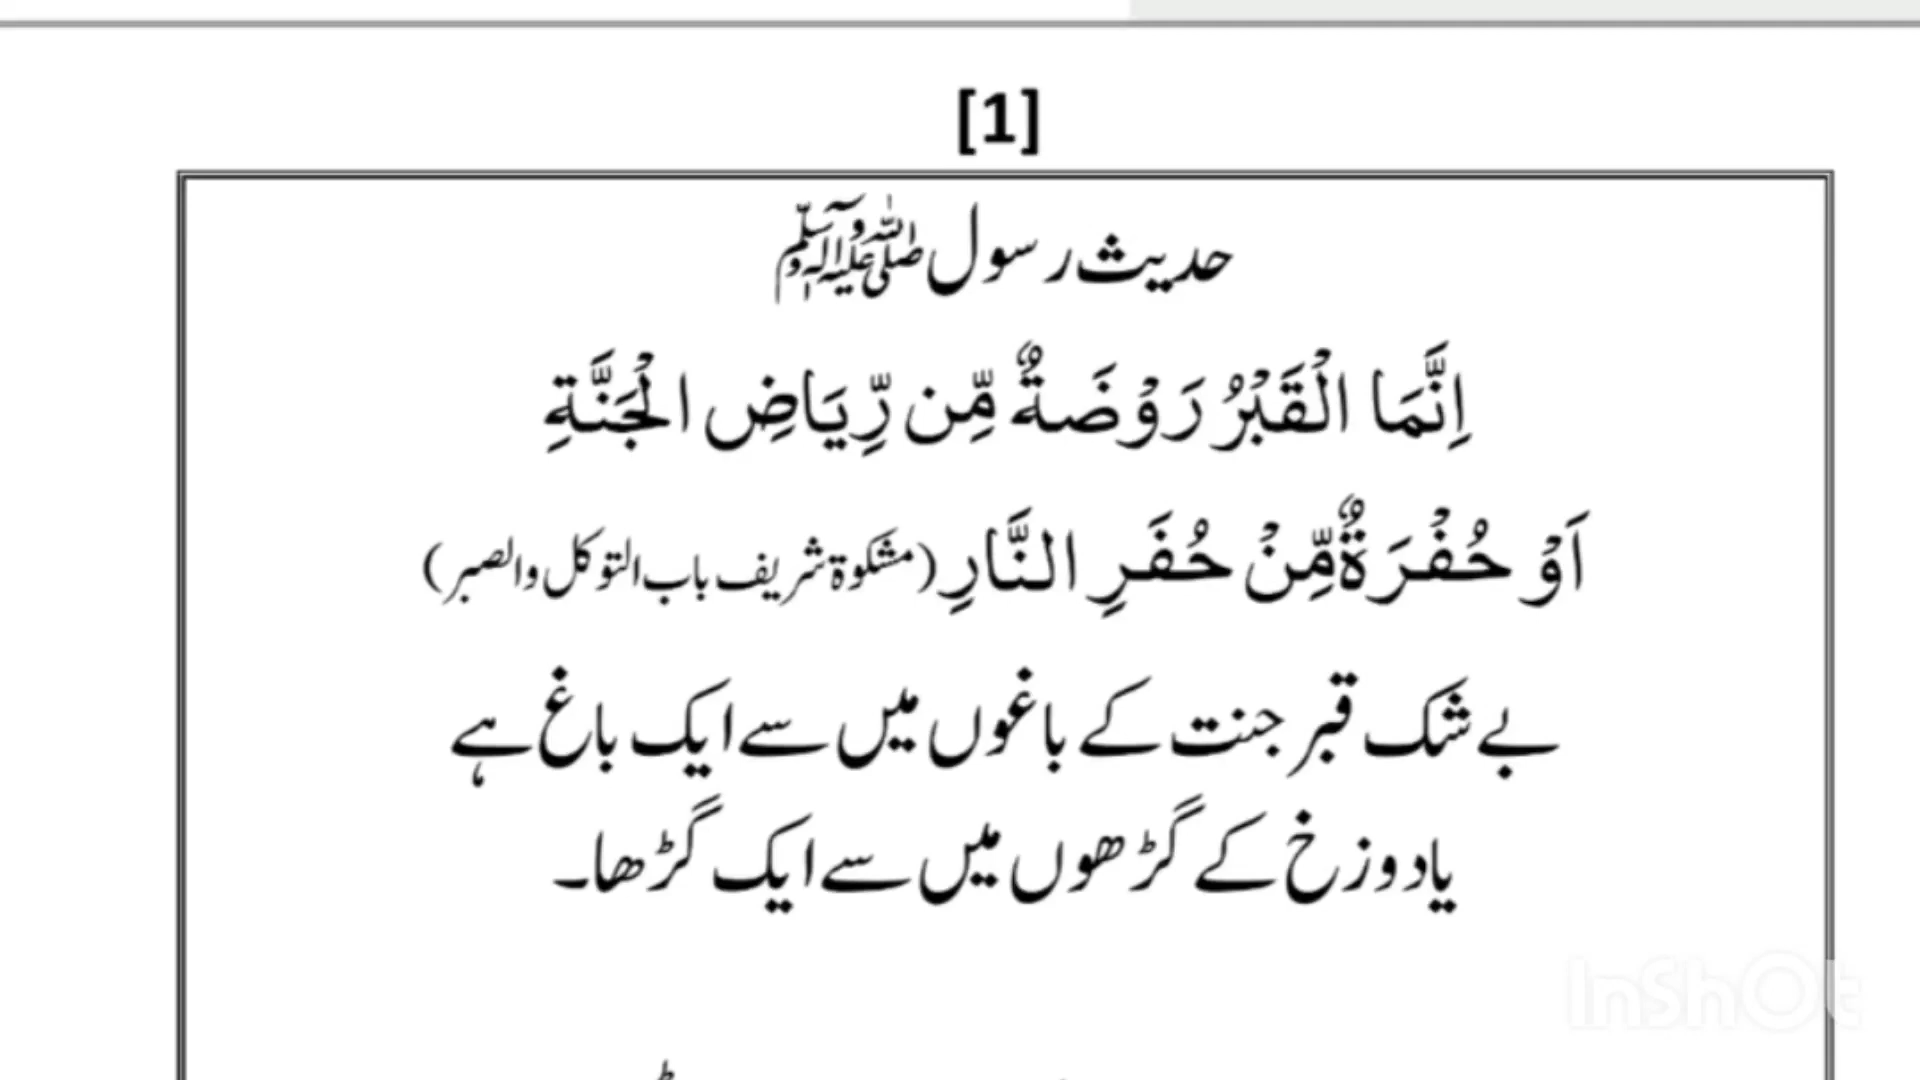 [1]
حدیث رسول صلی اللہ علیہ وآلہ وسلم
اِنَّمَا الْقَبْرُ رَوْضَةٌ مِّن رِّيَاضِ الْجَنَّةِ
اَوْ حُفْرَةٌ مِّنْ حُفَرِ النَّارِ (مشکوۃ شریف باب التوکل والصبر)
بے شک قبر جنت کے باغوں میں سے ایک باغ ہے
یا دوزخ کے گڑھوں میں سے ایک گڑھا۔
InShOt